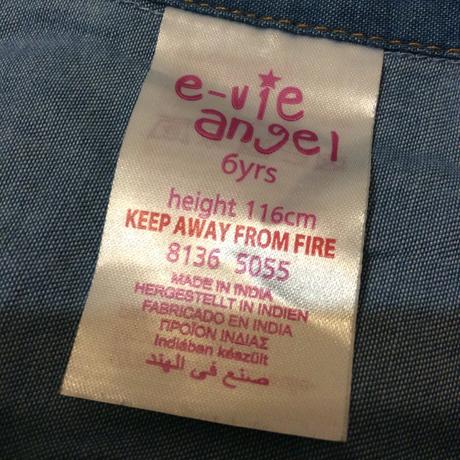 e-vie
angel
6yrs
height 116cm
KEEP AWAY FROM FIRE
8136 5055
MADE IN INDIA
HERGESTELLT IN INDIEN
FABRICADO EN INDIA
ΠΡΟΪΟΝ ΙΝΔΙΑΣ
Indiában készült
صنع في الهند